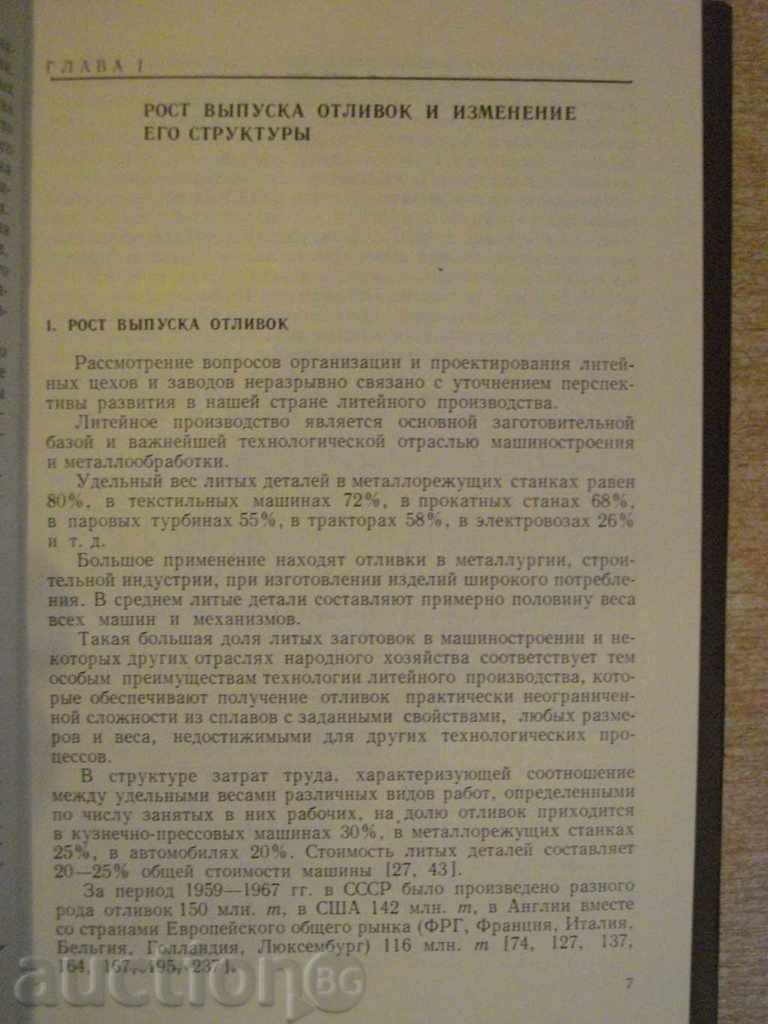 ГЛАВА I
РОСТ ВЫПУСКА ОТЛИВОК И ИЗМЕНЕНИЕ
ЕГО СТРУКТУРЫ
1. РОСТ ВЫПУСКА ОТЛИВОК
Рассмотрение вопросов организации и проектирования литей-
ных цехов и заводов неразрывно связано с уточнением перспек-
тивы развития в нашей стране литейного производства.
Литейное производство является основной заготовительной
базой и важнейшей технологической отраслью машиностроения
и металлообработки.
Удельный вес литых деталей в металлорежущих станках равен
80%, в текстильных машинах 72%, в прокатных станах 68%,
в паровых турбинах 55%, в тракторах 58%, в электровозах 26%
и т. д.
Большое применение находят отливки в металлургии, строи-
тельной индустрии, при изготовлении изделий широкого потребле-
ния. В среднем литые детали составляют примерно половину веса
всех машин и механизмов.
Такая большая доля литых заготовок в машиностроении и не-
которых других отраслях народного хозяйства соответствует тем
особым преимуществам технологии литейного производства, кото-
рые обеспечивают получение отливок практически неограничен-
ной сложности из сплавов с заданными свойствами, любых разме-
ров и веса, недостижимыми для других технологических про-
цессов.
В структуре затрат труда, характеризующей соотношение
между удельными весами различных видов работ, определенными
по числу занятых в них рабочих, на долю отливок приходится
в кузнечно-прессовых машинах 30%, в металлорежущих станках
25%, в автомобилях 20%. Стоимость литых деталей составляет
20—25% общей стоимости машины [27, 43].
За период 1959—1967 гг. в СССР было произведено разного
рода отливок 150 млн. т, в США 142 млн. т, в Англии вместе
со странами Европейского общего рынка (ФРГ, Франция, Италия,
Бельгия, Голландия, Люксембург) 116 млн. т [74, 127, 137,
164, 167, 195, 237].
7
auctionBG